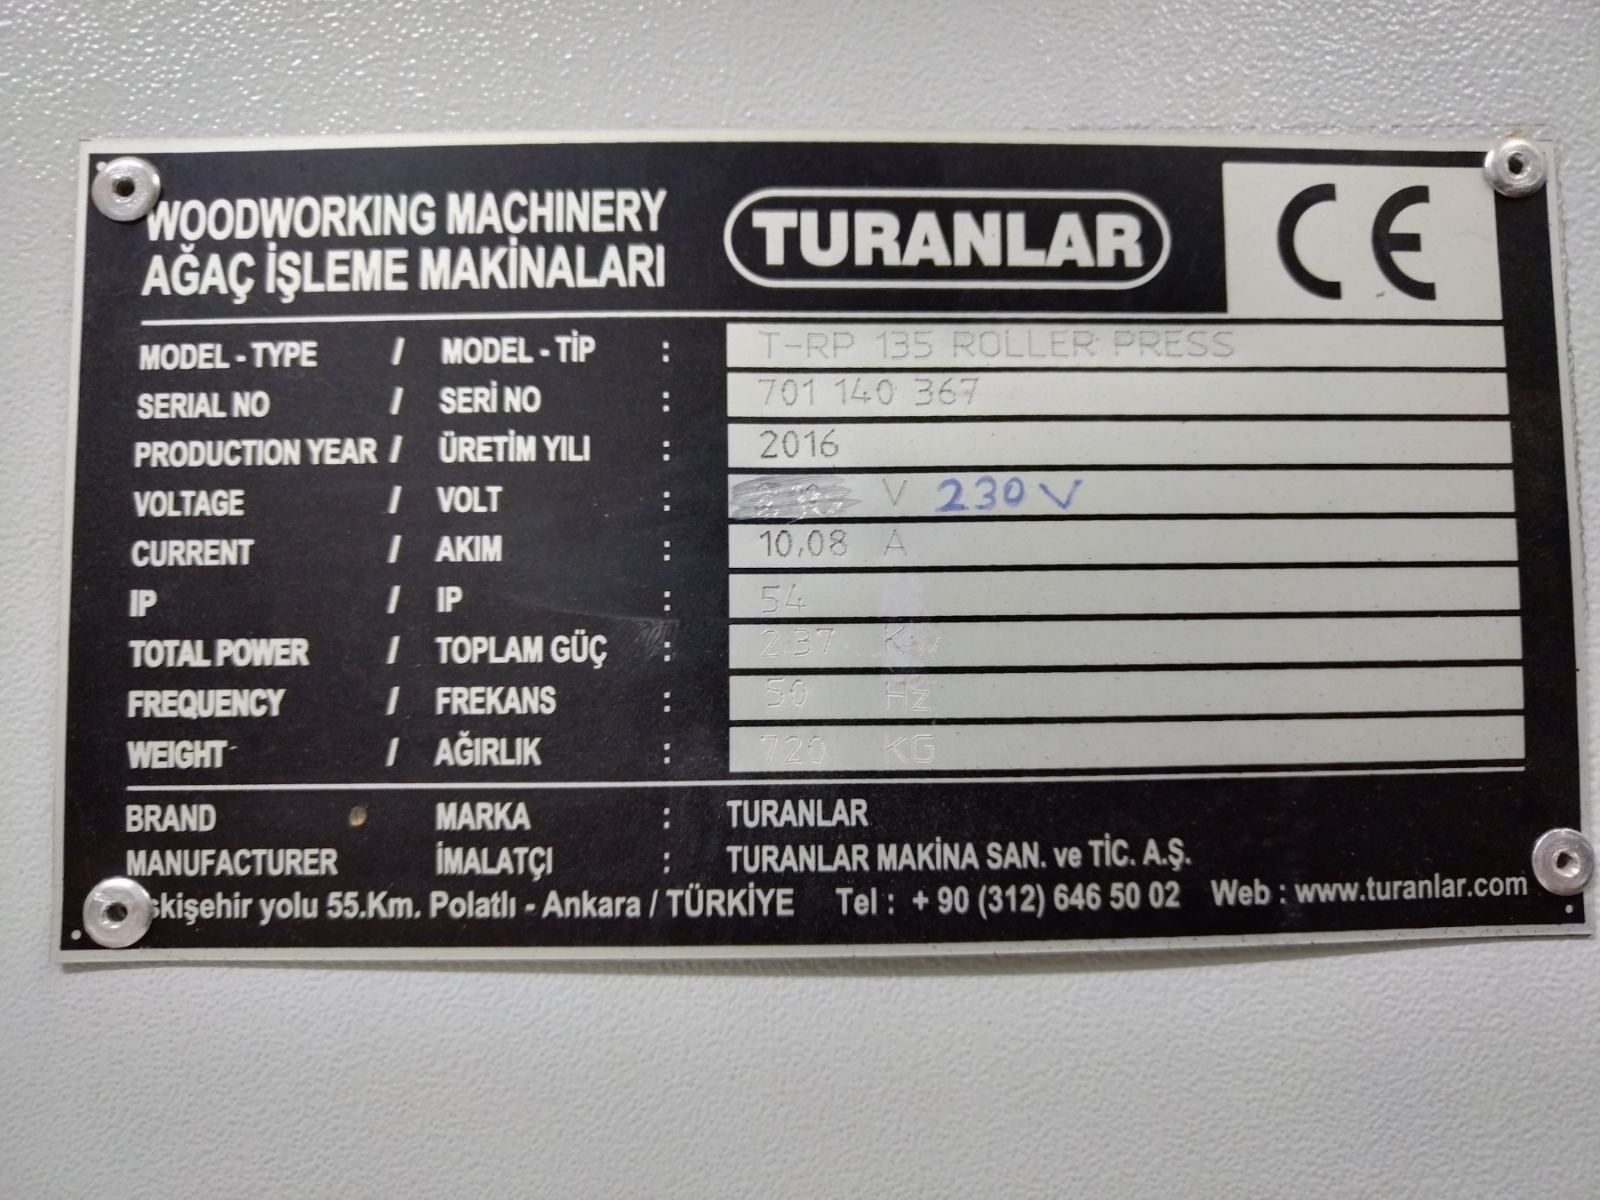 WOODWORKING MACHINERY
AĞAÇ İŞLEME MAKİNALARI
TURANLAR
CE
MODEL - TYPE / MODEL - TİP : T-RP 135 ROLLER PRESS
SERIAL NO / SERİ NO : 701 140 367
PRODUCTION YEAR / ÜRETİM YILI : 2016
VOLTAGE / VOLT : V 230 V
CURRENT / AKIM : 10,08 A
IP / IP : 54
TOTAL POWER / TOPLAM GÜÇ : 2,37 Kw
FREQUENCY / FREKANS : 50 Hz
WEIGHT / AĞIRLIK : 720 KG
BRAND MARKA : TURANLAR
MANUFACTURER İMALATÇI : TURANLAR MAKİNA SAN. ve TİC. A.Ş.
skişehir yolu 55.Km. Polatlı - Ankara / TÜRKİYE Tel : + 90 (312) 646 50 02 Web : www.turanlar.com